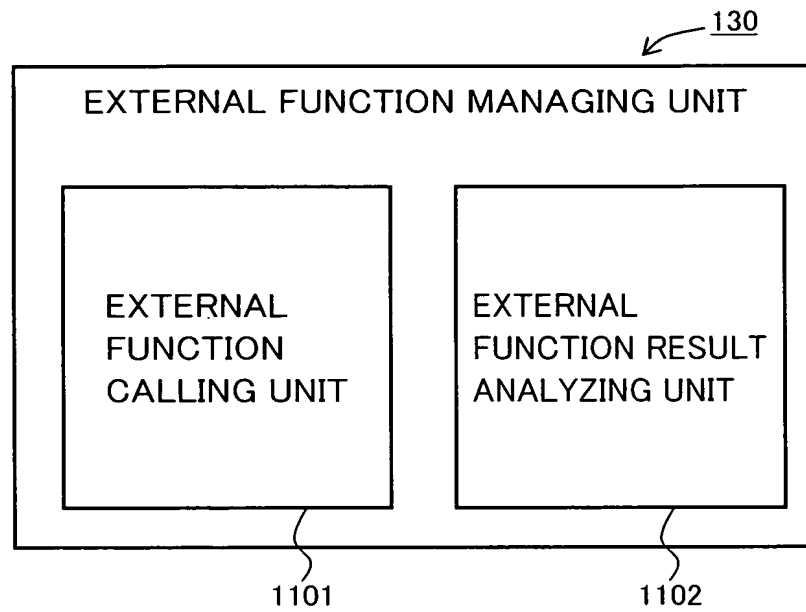 130
EXTERNAL FUNCTION MANAGING UNIT
EXTERNAL
FUNCTION
CALLING UNIT
EXTERNAL
FUNCTION RESULT
ANALYZING UNIT
1101
1102